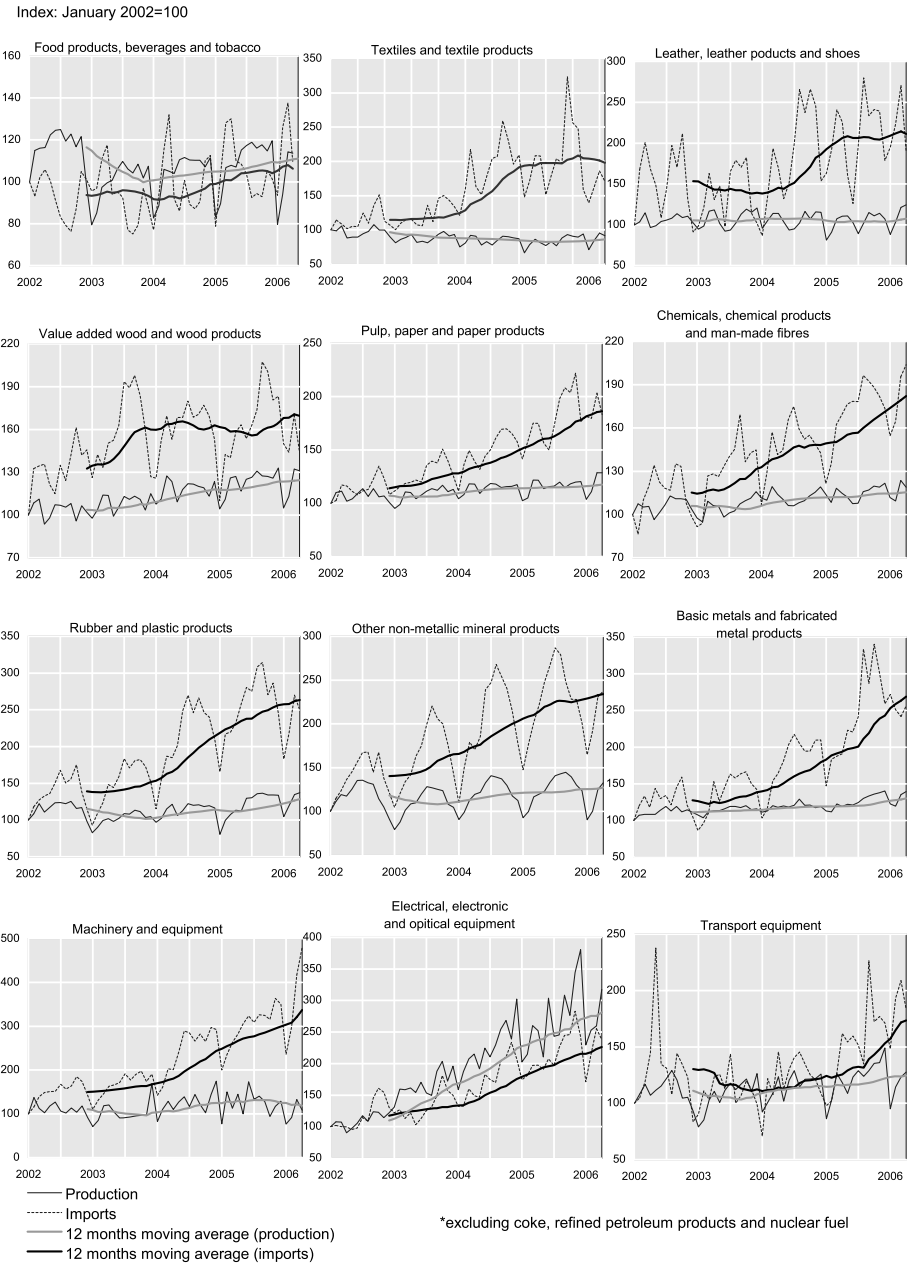 Index: January 2002=100
Food products, beverages and tobacco
160
140
120
100
80
60
2002 2003 2004 2005 2006
Textiles and textile products
350
300
250
200
150
100
50
2002 2003 2004 2005 2006
Leather, leather poducts and shoes
300
250
200
150
100
50
2002 2003 2004 2005 2006
Value added wood and wood products
220
190
160
130
100
70
2002 2003 2004 2005 2006
Pulp, paper and paper products
250
200
150
100
50
2002 2003 2004 2005 2006
Chemicals, chemical products
and man-made fibres
220
190
160
130
100
70
2002 2003 2004 2005 2006
Rubber and plastic products
350
300
250
200
150
100
50
2002 2003 2004 2005 2006
Other non-metallic mineral products
300
250
200
150
100
50
2002 2003 2004 2005 2006
Basic metals and fabricated
metal products
350
300
250
200
150
100
50
2002 2003 2004 2005 2006
Machinery and equipment
500
400
300
200
100
0
2002 2003 2004 2005 2006
Electrical, electronic
and opitical equipment
400
350
300
250
200
150
100
50
2002 2003 2004 2005 2006
Transport equipment
250
200
150
100
50
2002 2003 2004 2005 2006
Production
Imports
12 months moving average (production)
12 months moving average (imports)
*excluding coke, refined petroleum products and nuclear fuel